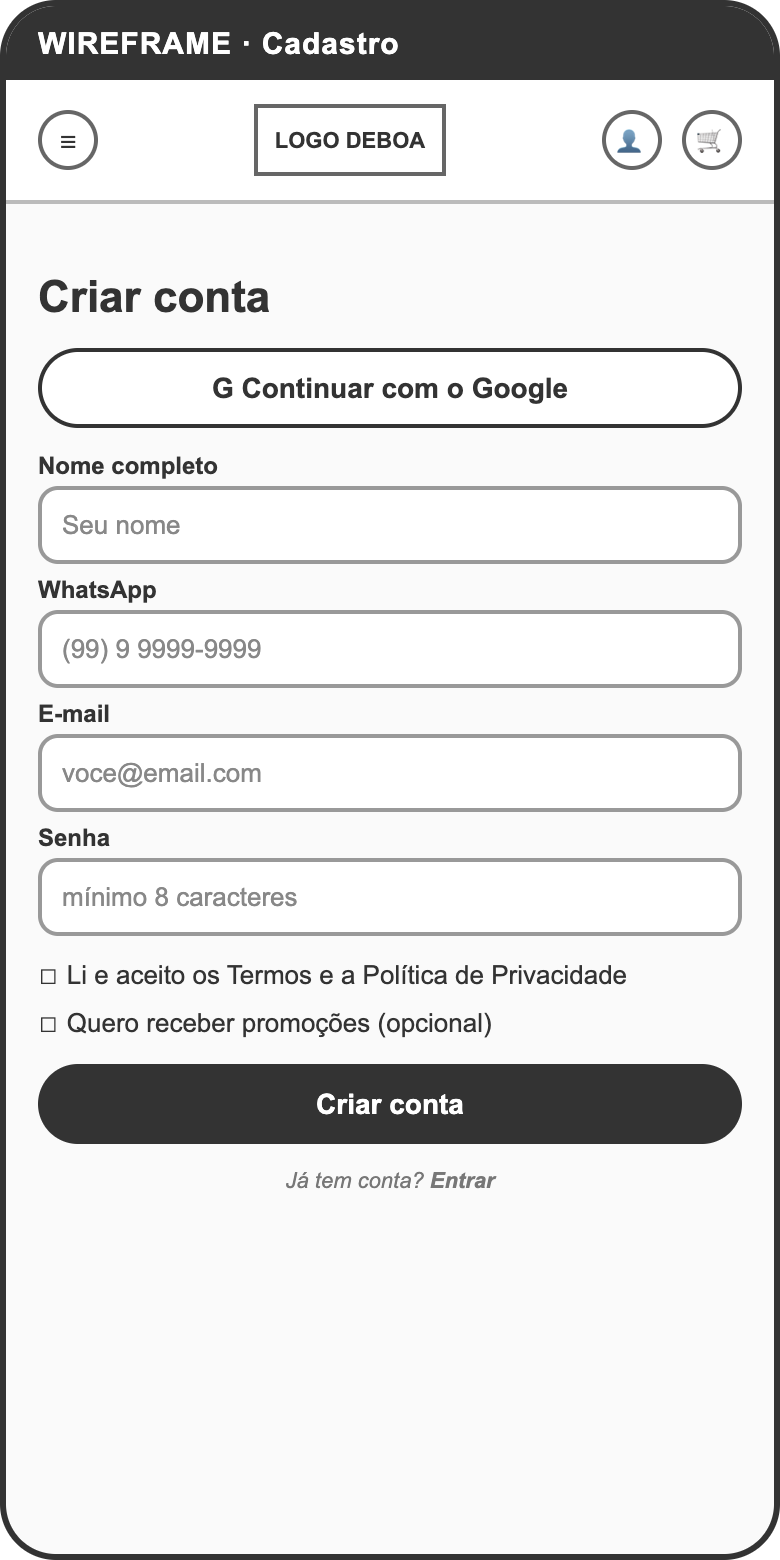 WIREFRAME · Cadastro
≡
LOGO DEBOA
Criar conta
G Continuar com o Google
Nome completo
Seu nome
WhatsApp
(99) 9 9999-9999
E-mail
voce@email.com
Senha
mínimo 8 caracteres
☐ Li e aceito os Termos e a Política de Privacidade
☐ Quero receber promoções (opcional)
Criar conta
Já tem conta? Entrar